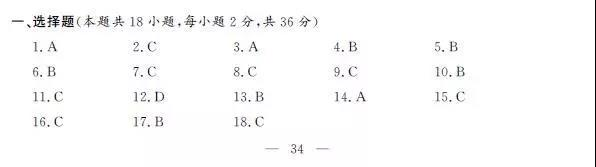 一、选择题(本题共18小题,每小题2分,共36分)
1. A 2. C 3. A 4. B 5. B
6. B 7. C 8. C 9. C 10. B
11. C 12. D 13. B 14. A 15. C
16. C 17. B 18. C
— 34 —